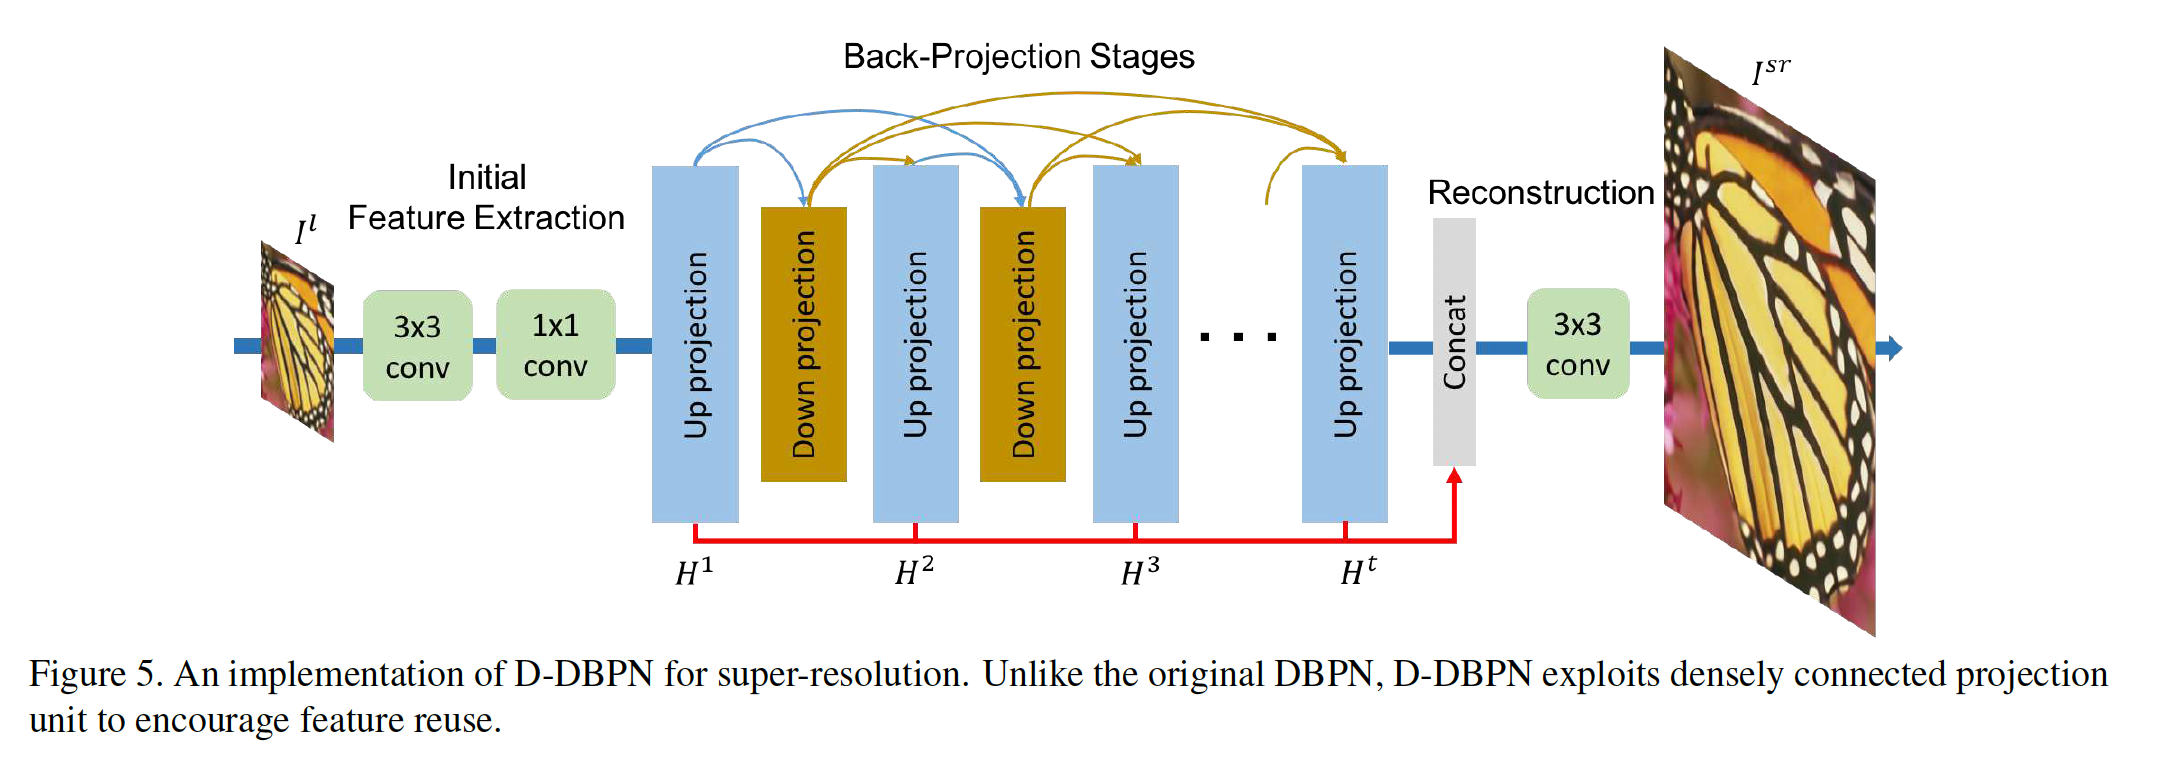 Back-Projection Stages
Initial
Feature Extraction
I^l
3x3
conv
1x1
conv
Up projection
Down projection
Up projection
Down projection
Up projection
. . .
Up projection
H^1
H^2
H^3
H^t
Reconstruction
Concat
3x3
conv
I^{sr}
Figure 5. An implementation of D-DBPN for super-resolution. Unlike the original DBPN, D-DBPN exploits densely connected projection
unit to encourage feature reuse.